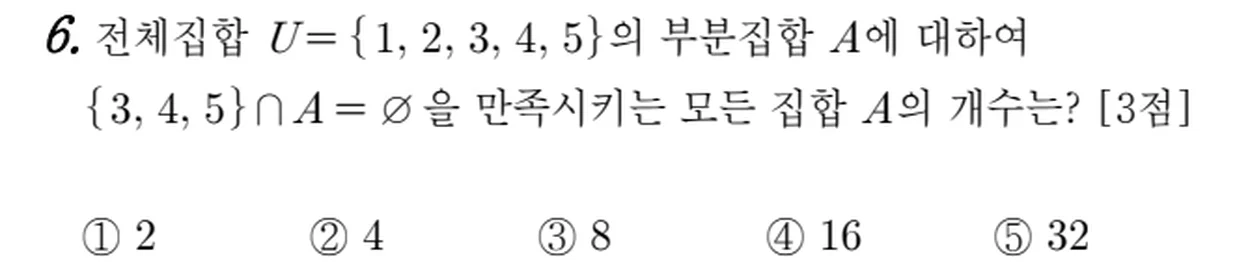 6. 전체집합 U={1, 2, 3, 4, 5}의 부분집합 A에 대하여
{3, 4, 5}∩A=∅을 만족시키는 모든 집합 A의 개수는? [3점]
① 2 ② 4 ③ 8 ④ 16 ⑤ 32